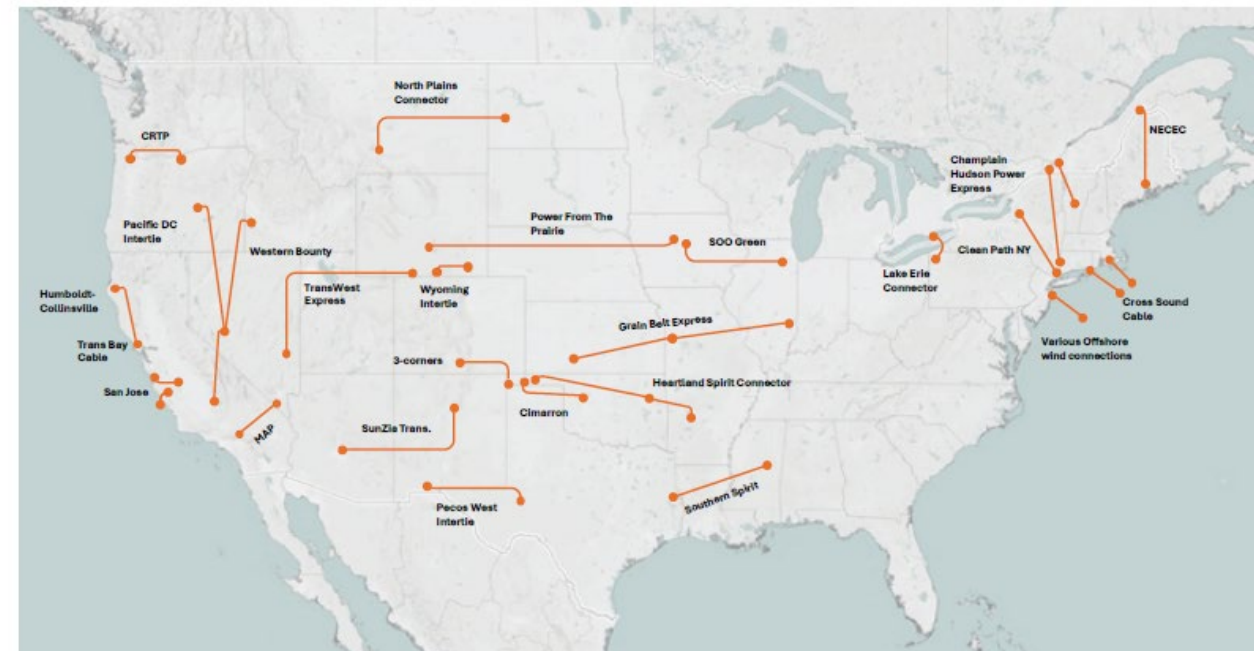 North Plains
Connector
CRTP
NECEC
Champlain
Hudson Power
Express
Pacific DC
Intertie
Power From The
Prairie
Western Bounty
SOO Green
Clean Path NY
Lake Erie
Connector
TransWest
Express
Wyoming
Intertie
Humboldt-
Collinsville
Cross Sound
Cable
Grain Belt Express
Trans Bay
Cable
Various Offshore
wind connections
3-corners
Heartland Spirit Connector
San Jose
Cimarron
MAP
SunZia Trans.
Southern Spirit
Pecos West
Intertie